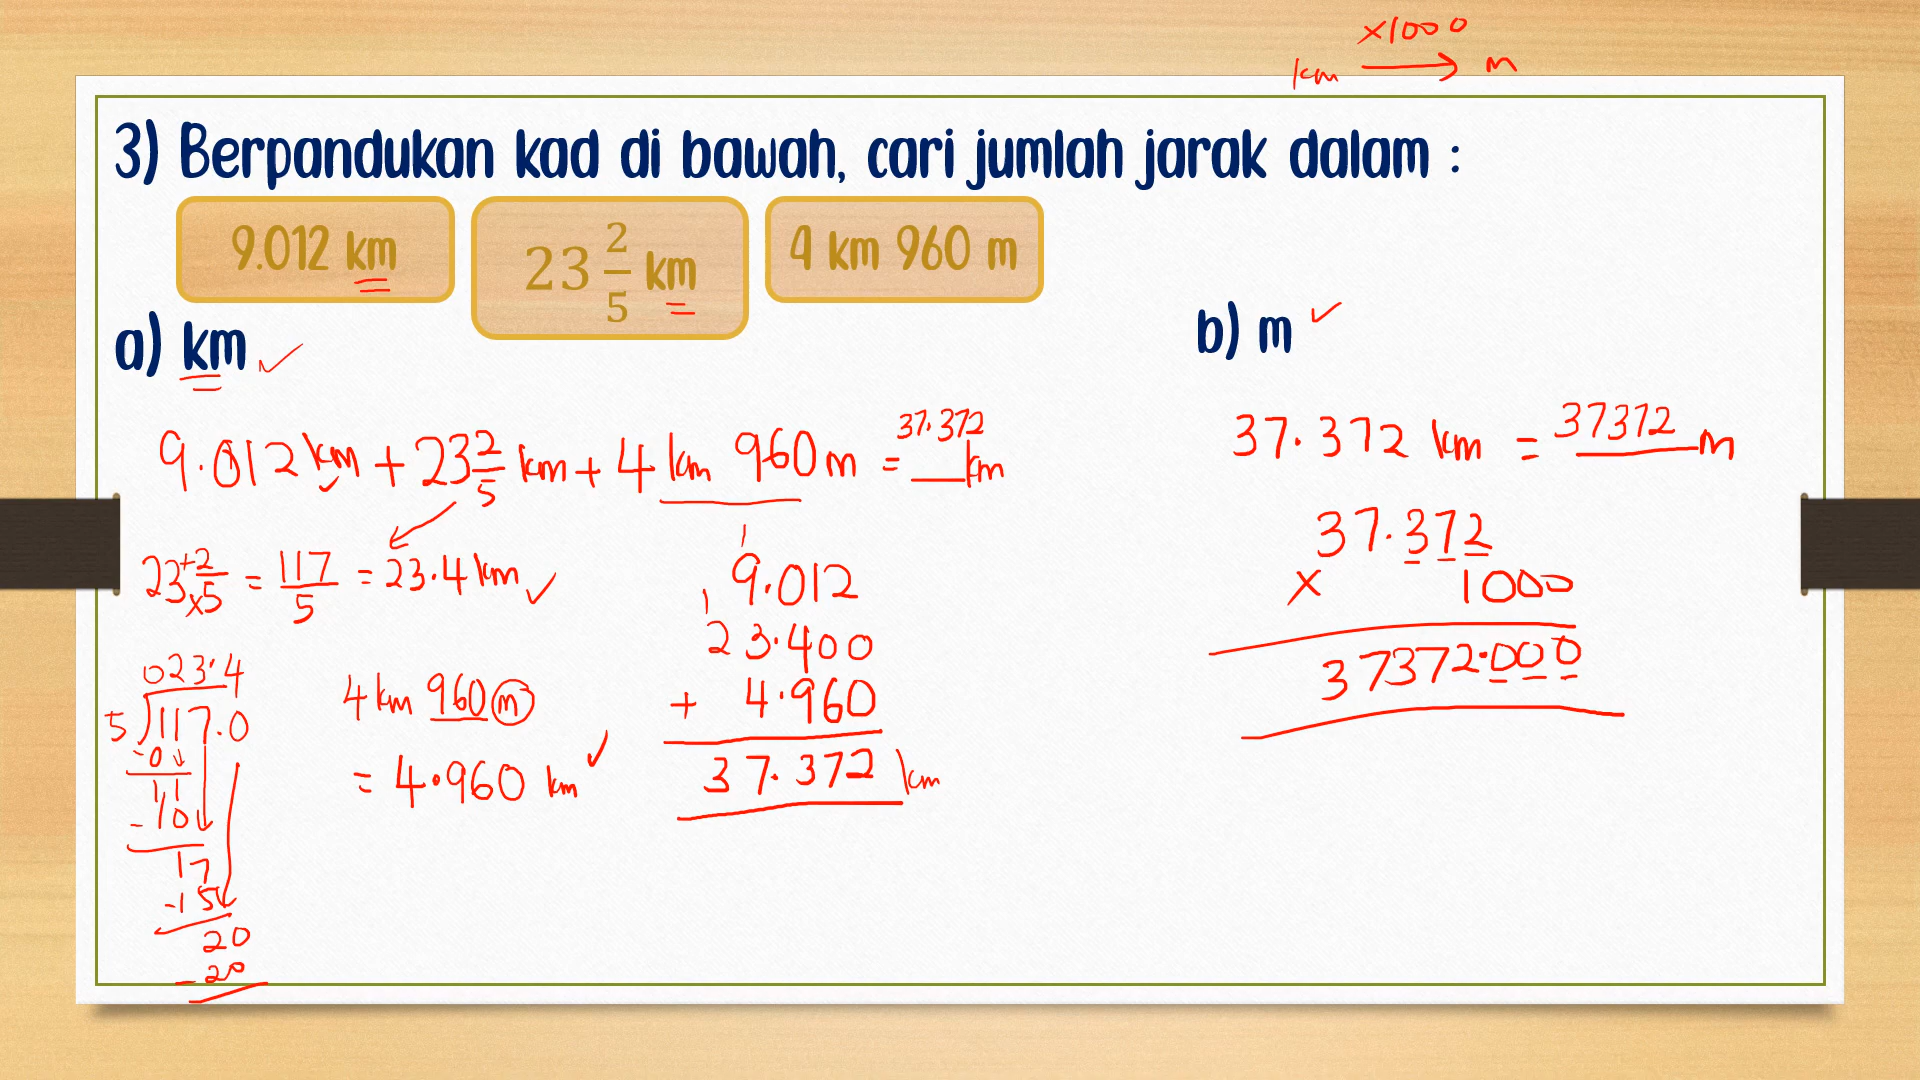 ×1000
km → m
3) Berpandukan kad di bawah, cari jumlah jarak dalam :
9.012 km
23 2/5 km
4 km 960 m
a) km ✓
9.012 km + 23 2/5 km + 4 km 960 m = 37.372 km
23 +2/×5 = 117/5 = 23.4 km ✓
023.4
5 117.0
-0
11
-10
17
-15
20
-20
4 km 960 m
= 4.960 km ✓
1
9.012
1
23.400
+ 4.960
37.372 km
b) m ✓
37.372 km = 37372 m
37.372
× 1000
37372.000